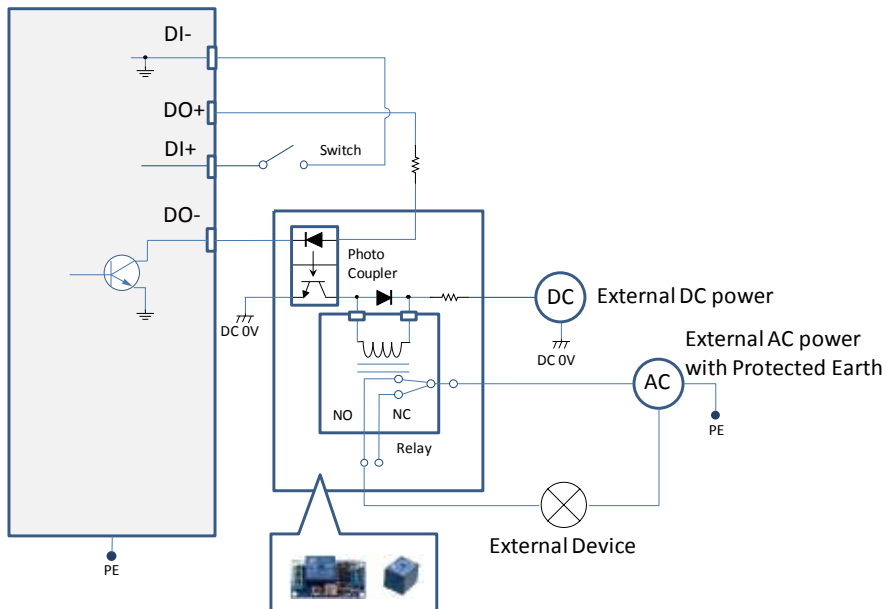 DI-
DO+
DI+
Switch
DO-
Photo
Coupler
DC
External DC power
DC 0V
DC 0V
External AC power
with Protected Earth
AC
NO
NC
PE
Relay
External Device
PE